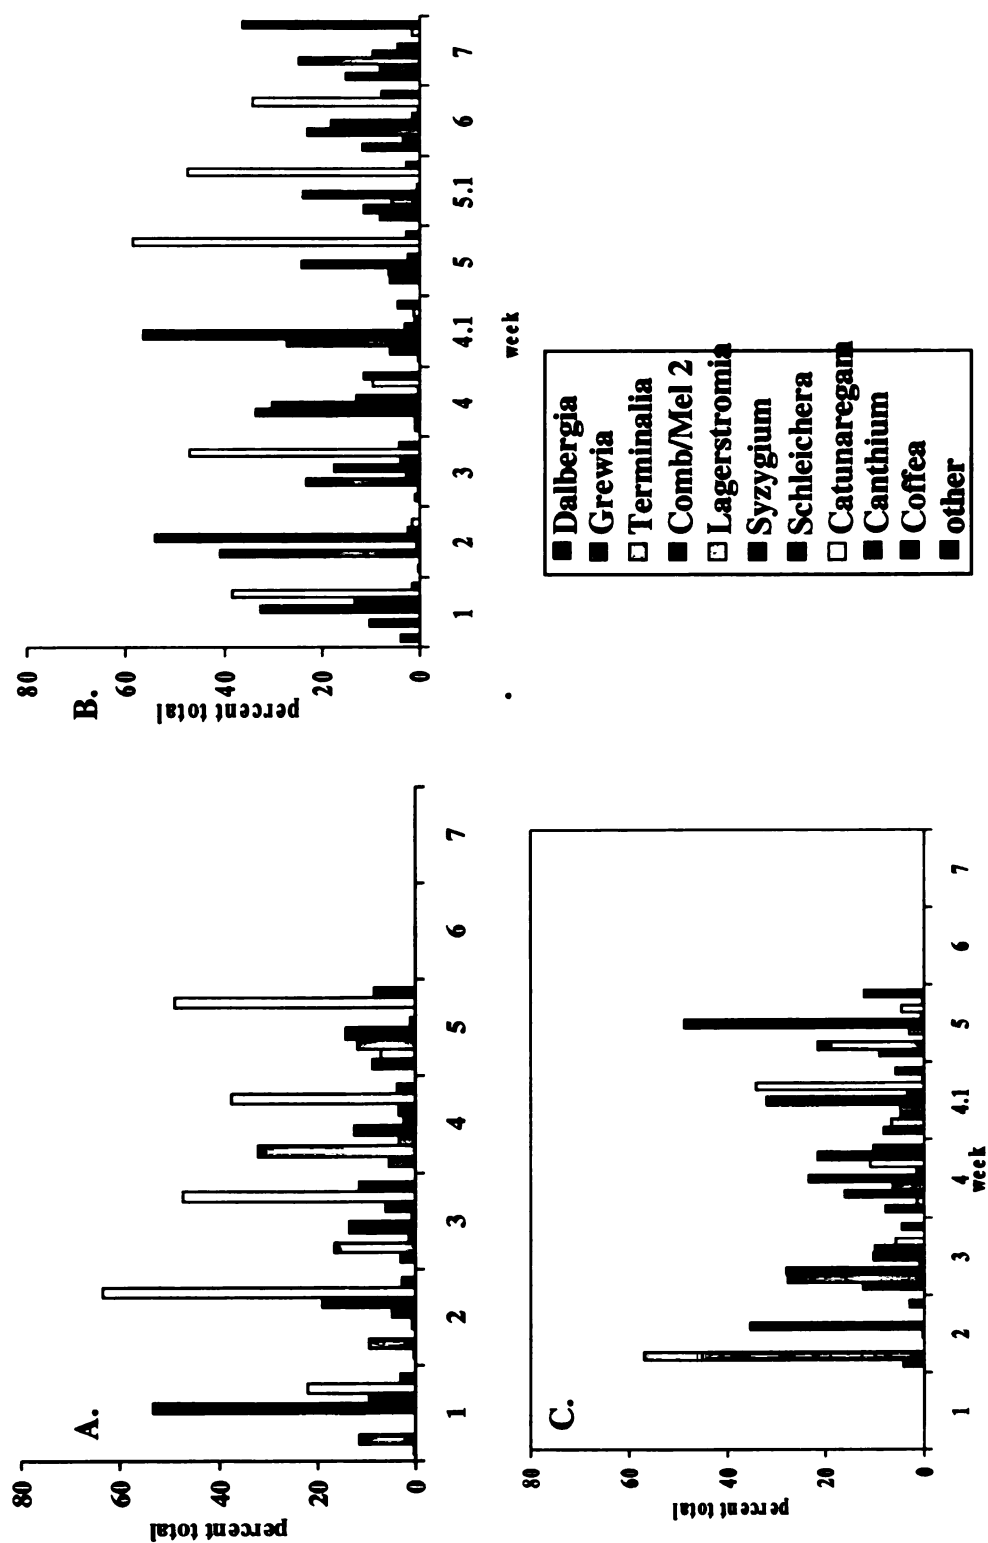 A.
80
60
40
20
0
percent total
1 2 3 4 5 6 7
B.
80
60
40
20
0
percent total
1 2 3 4 4.1 5 5.1 6 7
week
C.
80
60
40
20
0
percent total
1 2 3 4 4.1 5 6 7
week
Dalbergia
Grewia
Terminalia
Comb/Mel 2
Lagerstromia
Syzygium
Schleichera
Catunaregam
Canthium
Coffea
other